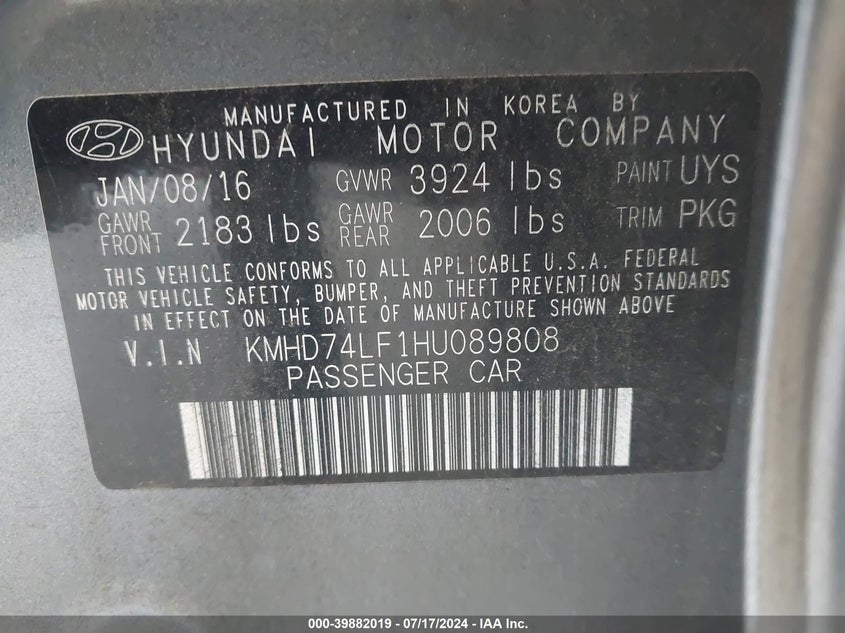 MANUFACTURED IN KOREA BY
HYUNDAI MOTOR COMPANY
JAN/08/16 GVWR 3924 lbs PAINT UYS
GAWR FRONT 2183 lbs GAWR REAR 2006 lbs TRIM PKG
THIS VEHICLE CONFORMS TO ALL APPLICABLE U.S.A. FEDERAL
MOTOR VEHICLE SAFETY, BUMPER, AND THEFT PREVENTION STANDARDS
IN EFFECT ON THE DATE OF MANUFACTURE SHOWN ABOVE
V.I.N KMHD74LF1HU089808
PASSENGER CAR
000-39882019 - 07/17/2024 - IAA Inc.